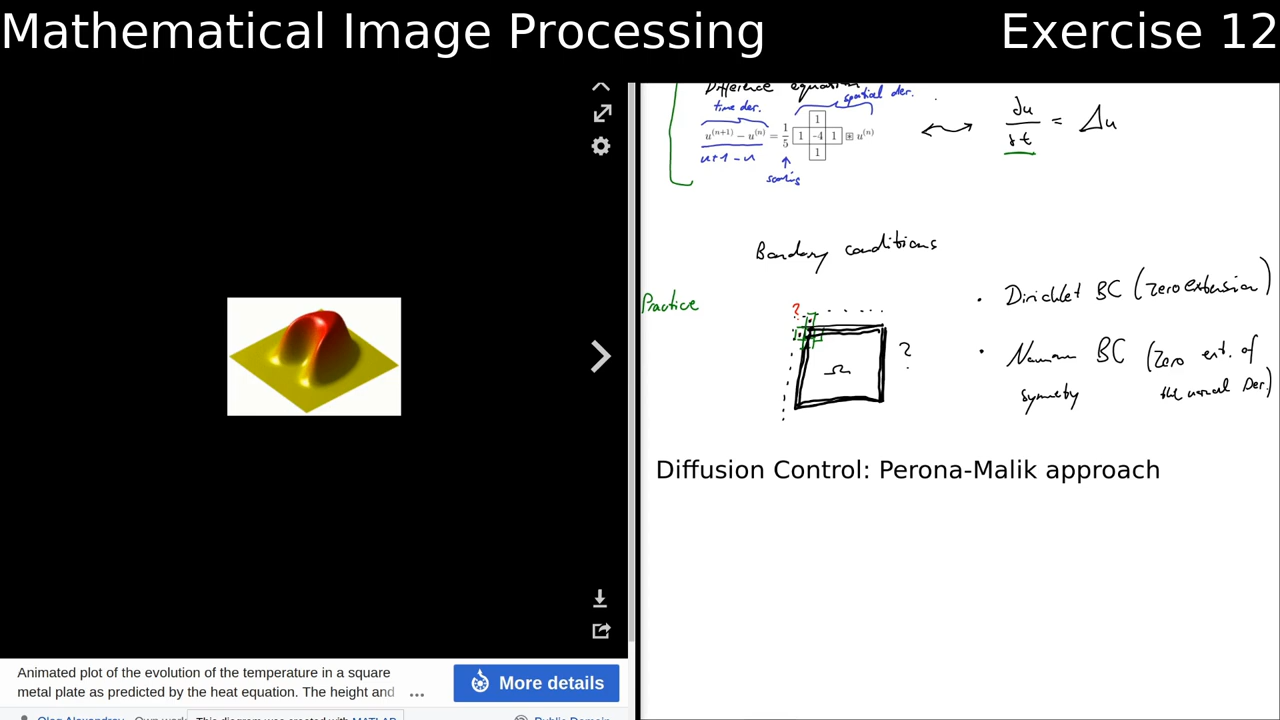 Mathematical Image Processing
Exercise 12
Difference equation
time der.
spatial der.
u(n+1) − u(n) = 1/5 1 1 -4 1 1 u(n)
n+1 - n
scaling
∂u/∂t = Δu
Boundary conditions
Practice
?
Ω
?
• Dirichlet BC (zero extension)
• Neumann BC (zero ext. of
symmetry
the normal Der.)
Diffusion Control: Perona-Malik approach
Animated plot of the evolution of the temperature in a square
metal plate as predicted by the heat equation. The height and ...
More details